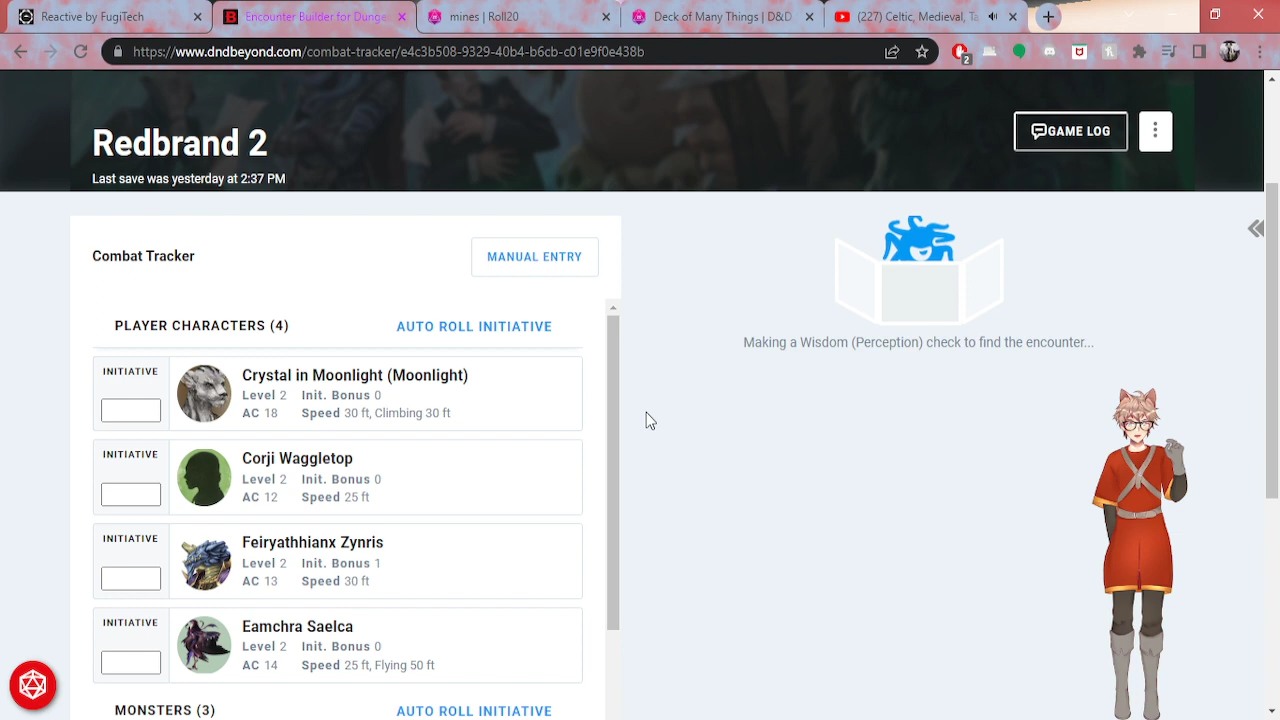 Reactive by FugiTech
Encounter Builder for Dunge
mines | Roll20
Deck of Many Things | D&D
(227) Celtic, Medieval, Ta
https://www.dndbeyond.com/combat-tracker/e4c3b508-9329-40b4-b6cb-c01e9f0e438b
2
Redbrand 2
GAME LOG
Last save was yesterday at 2:37 PM
Combat Tracker
MANUAL ENTRY
PLAYER CHARACTERS (4)
AUTO ROLL INITIATIVE
Making a Wisdom (Perception) check to find the encounter...
INITIATIVE
Crystal in Moonlight (Moonlight)
Level 2 Init. Bonus 0
AC 18 Speed 30 ft, Climbing 30 ft
INITIATIVE
Corji Waggletop
Level 2 Init. Bonus 0
AC 12 Speed 25 ft
INITIATIVE
Feiryathhianx Zynris
Level 2 Init. Bonus 1
AC 13 Speed 30 ft
INITIATIVE
Eamchra Saelca
Level 2 Init. Bonus 0
AC 14 Speed 25 ft, Flying 50 ft
MONSTERS (3)
AUTO ROLL INITIATIVE